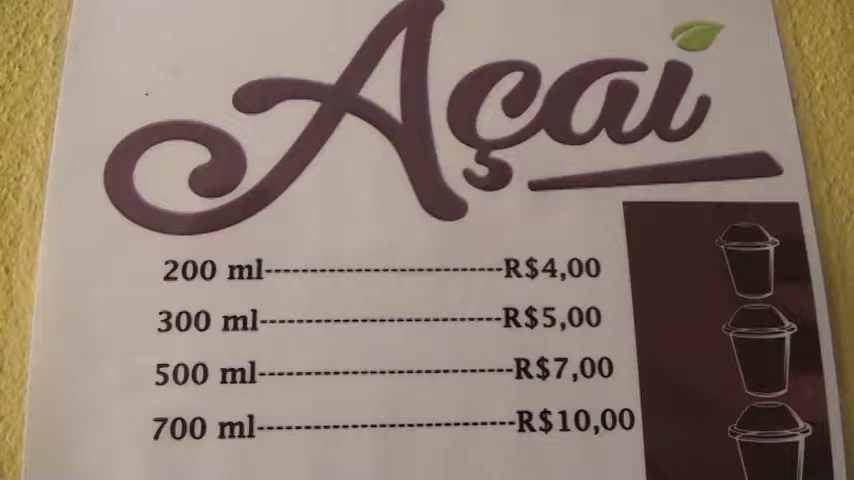 Açaí
200 ml----------------------------R$4,00
300 ml----------------------------R$5,00
500 ml----------------------------R$7,00
700 ml----------------------------R$10,00